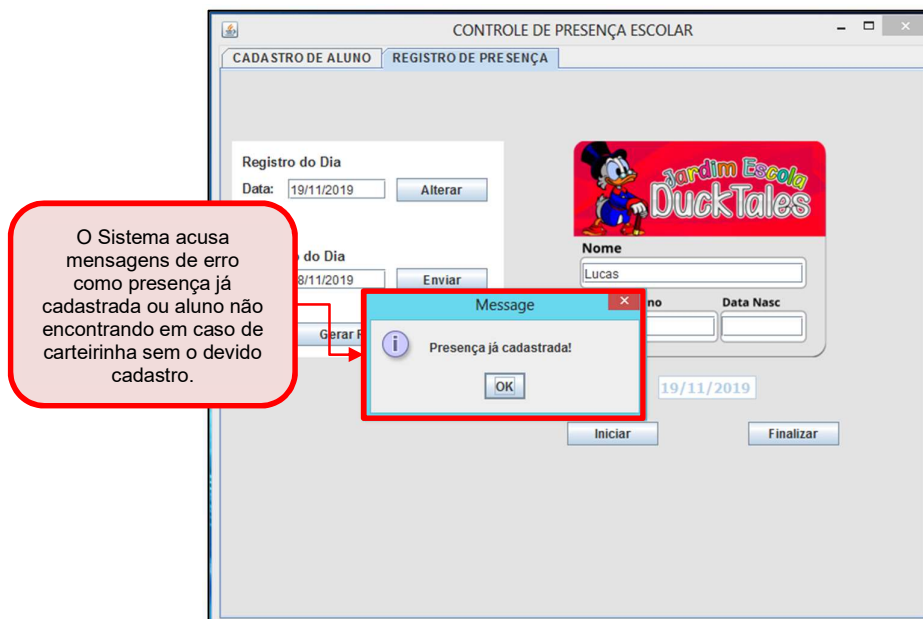 CONTROLE DE PRESENÇA ESCOLAR
CADASTRO DE ALUNO
REGISTRO DE PRESENÇA
Registro do Dia
Data: 19/11/2019 Alterar
do Dia
8/11/2019 Enviar
Gerar
O Sistema acusa
mensagens de erro
como presença já
cadastrada ou aluno não
encontrando em caso de
carteirinha sem o devido
cadastro.
Jardim Escola
DuckTales
Nome
Lucas
no Data Nasc
Message
Presença já cadastrada!
OK
19/11/2019
Iniciar Finalizar